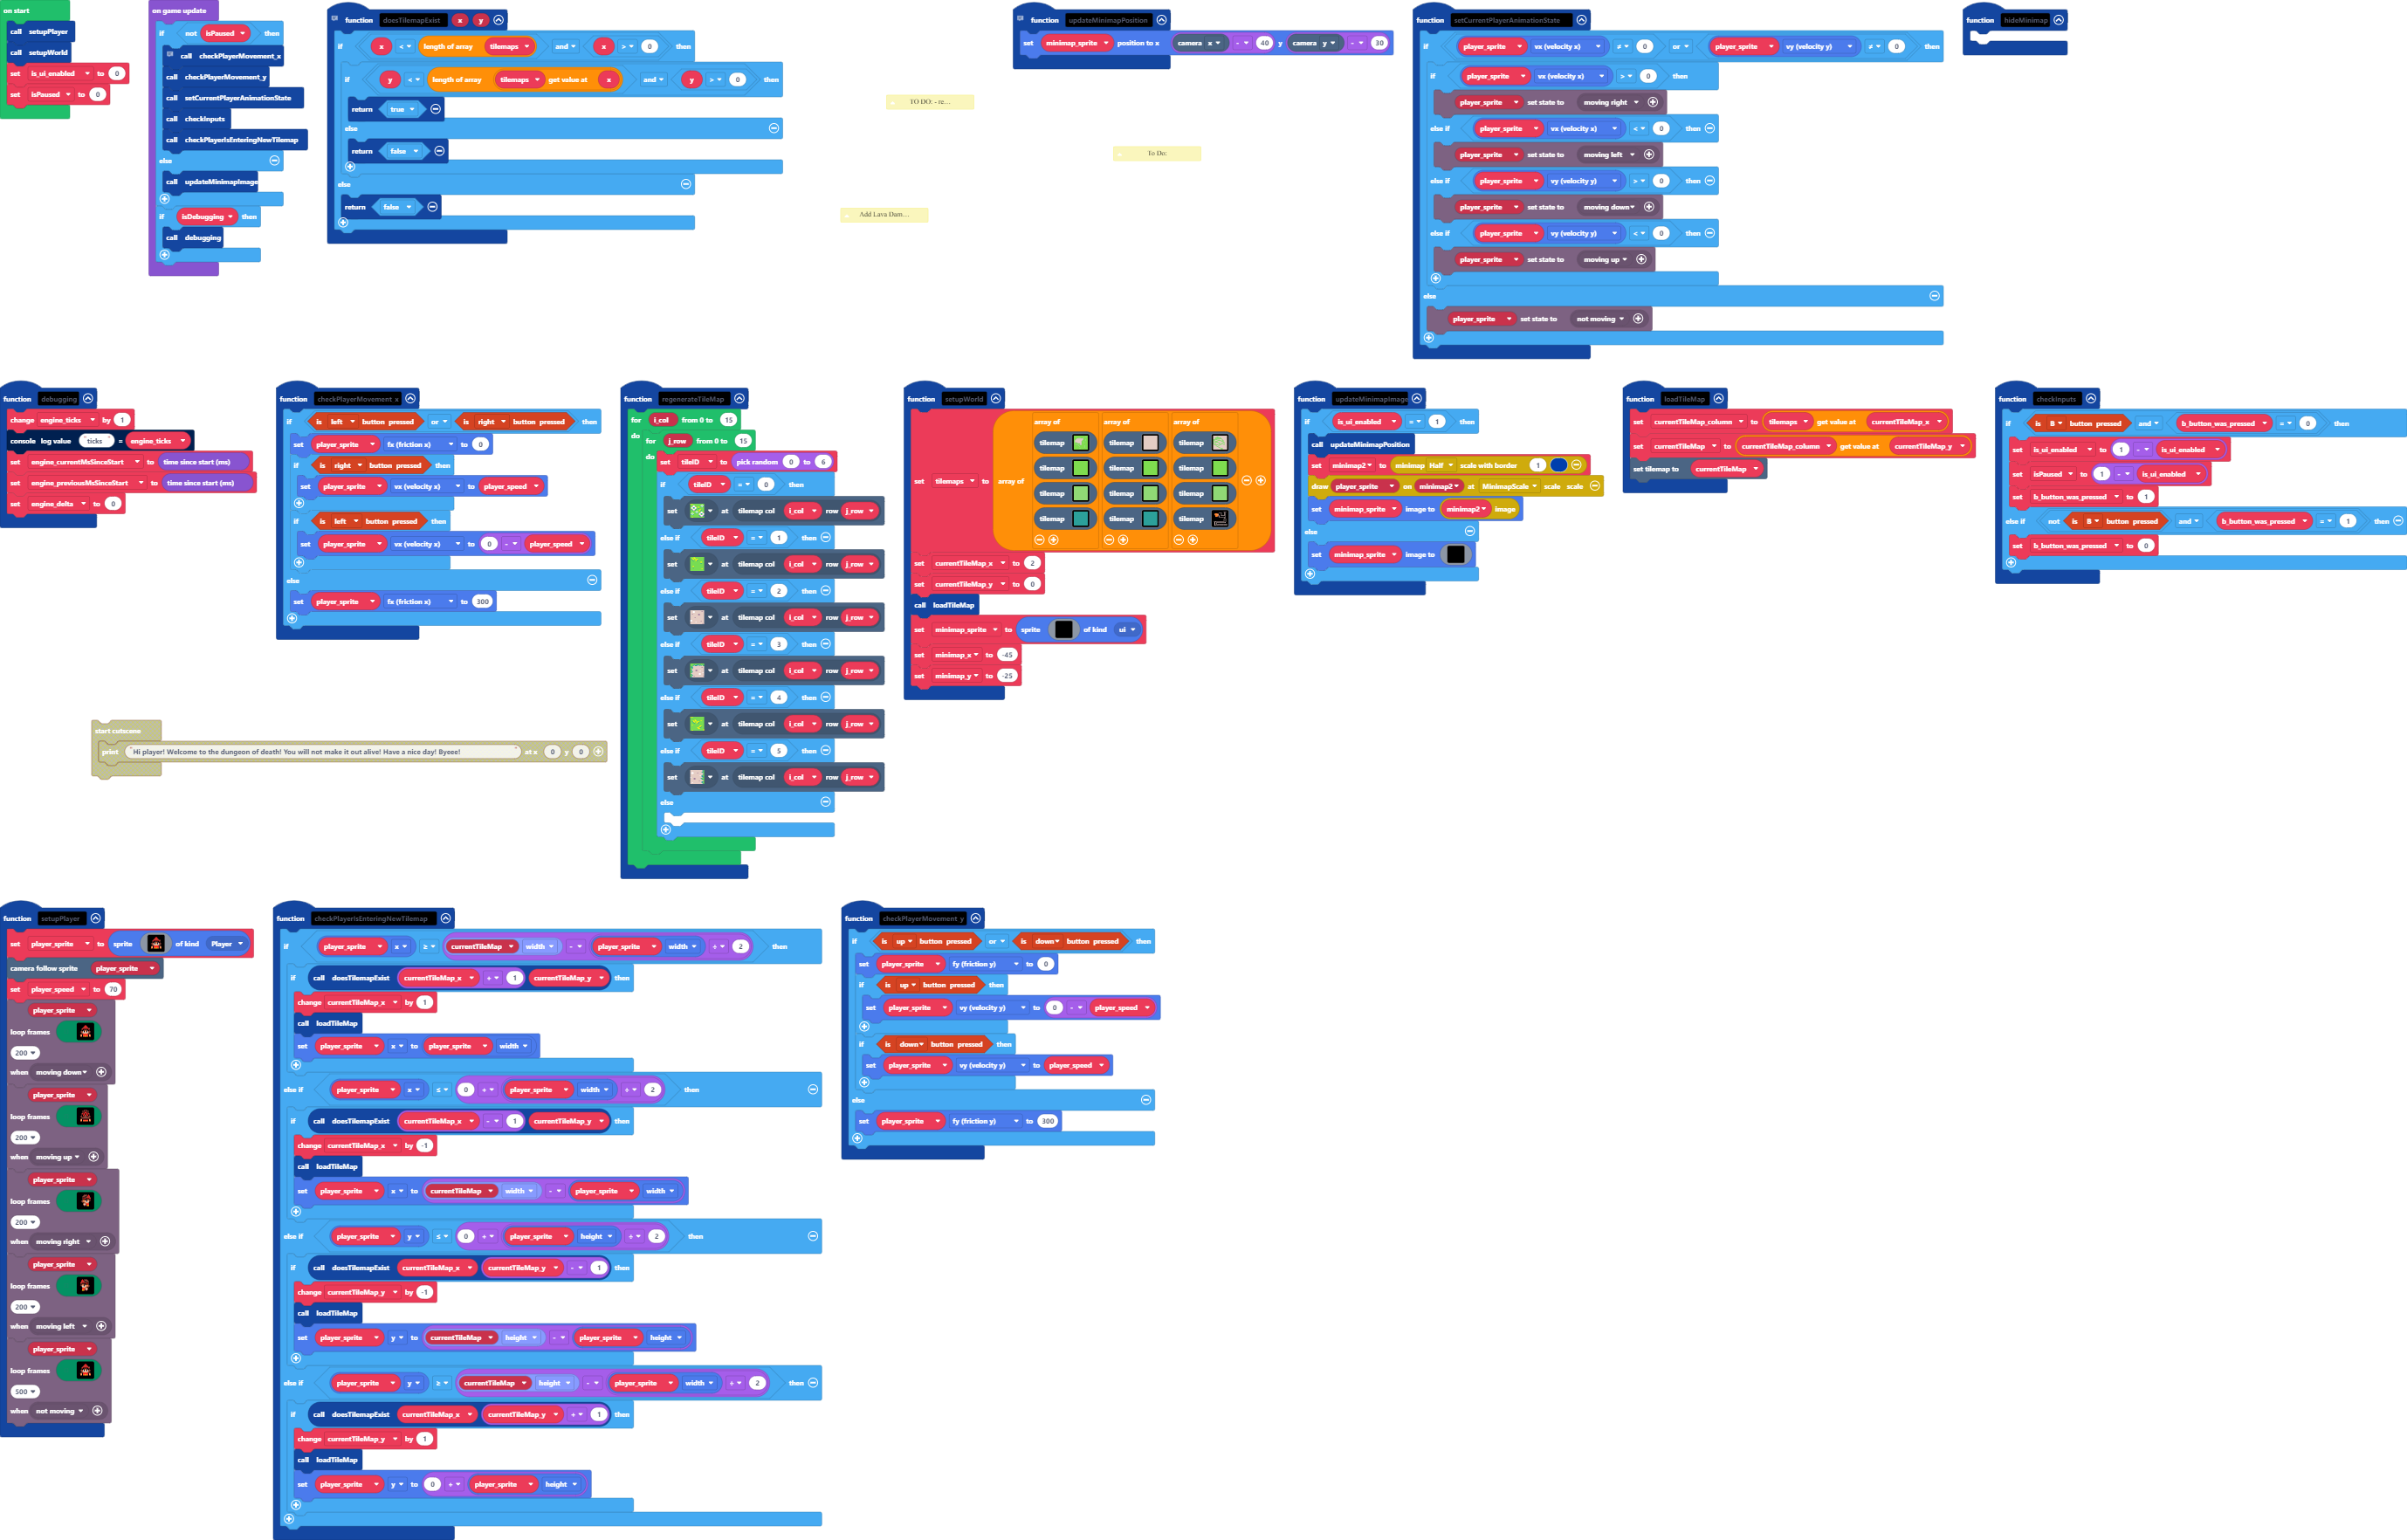 on start
call setupPlayer
call setupWorld
set is_ui_enabled to 0
set isPaused to 0
on game update
if not isPaused then
call checkPlayerMovement_x
call checkPlayerMovement_y
call setCurrentPlayerAnimationState
call checkInputs
call checkPlayerIsEnteringNewTilemap
else
call updateMinimapImage
if isDebugging then
call debugging
function doesTilemapExist x y
if x < length of array tilemaps and x > 0 then
if y < length of array tilemaps get value at x and y > 0 then
return true
else
return false
else
return false
TO DO: - re...
To Do:
Add Lava Dam...
function updateMinimapPosition
set minimap_sprite position to x camera x - 40 y camera y - 30
function setCurrentPlayerAnimationState
if player_sprite vx (velocity x) ≠ 0 or player_sprite vy (velocity y) ≠ 0 then
if player_sprite vx (velocity x) > 0 then
player_sprite set state to moving right
else if player_sprite vx (velocity x) < 0 then
player_sprite set state to moving left
else if player_sprite vy (velocity y) > 0 then
player_sprite set state to moving down
else if player_sprite vy (velocity y) < 0 then
player_sprite set state to moving up
else
player_sprite set state to not moving
function hideMinimap
function debugging
change engine_ticks by 1
console log value "ticks" = engine_ticks
set engine_currentMsSinceStart to time since start (ms)
set engine_previousMsSinceStart to time since start (ms)
set engine_delta to 0
function checkPlayerMovement_x
if is left button pressed or is right button pressed then
set player_sprite fx (friction x) to 0
if is right button pressed then
set player_sprite vx (velocity x) to player_speed
if is left button pressed then
set player_sprite vx (velocity x) to 0 - player_speed
else
set player_sprite fx (friction x) to 300
start cutscene
print "Hi player! Welcome to the dungeon of death! You will not make it out alive! Have a nice day! Byeee!" at x 0 y 0
function regenerateTileMap
for i_col from 0 to 15
do for j_row from 0 to 15
do set tileID to pick random 0 to 6
if tileID = 0 then
set at tilemap col i_col row j_row
else if tileID = 1 then
set at tilemap col i_col row j_row
else if tileID = 2 then
set at tilemap col i_col row j_row
else if tileID = 3 then
set at tilemap col i_col row j_row
else if tileID = 4 then
set at tilemap col i_col row j_row
else if tileID = 5 then
set at tilemap col i_col row j_row
else
function setupWorld
array of array of array of
tilemap tilemap tilemap
tilemap tilemap tilemap
set tilemaps to array of
tilemap tilemap tilemap
tilemap tilemap tilemap
set currentTileMap_x to 2
set currentTileMap_y to 0
call loadTileMap
set minimap_sprite to sprite of kind ui
set minimap_x to -45
set minimap_y to -25
function updateMinimapImage
if is_ui_enabled = 1 then
call updateMinimapPosition
set minimap2 to minimap Half scale with border 1
draw player_sprite on minimap2 at MinimapScale scale scale
set minimap_sprite image to minimap2 image
else
set minimap_sprite image to
function loadTileMap
set currentTileMap_column to tilemaps get value at currentTileMap_x
set currentTileMap to currentTileMap_column get value at currentTileMap_y
set tilemap to currentTileMap
function checkInputs
if is B button pressed and b_button_was_pressed = 0 then
set is_ui_enabled to 1 - is_ui_enabled
set isPaused to 1 - is_ui_enabled
set b_button_was_pressed to 1
else if not is B button pressed and b_button_was_pressed = 1 then
set b_button_was_pressed to 0
function setupPlayer
set player_sprite to sprite of kind Player
camera follow sprite player_sprite
set player_speed to 70
player_sprite
loop frames
200
when moving down
player_sprite
loop frames
200
when moving up
player_sprite
loop frames
200
when moving right
player_sprite
loop frames
200
when moving left
player_sprite
loop frames
500
when not moving
function checkPlayerIsEnteringNewTilemap
if player_sprite x ≥ currentTileMap width - player_sprite width ÷ 2 then
if call doesTilemapExist currentTileMap_x + 1 currentTileMap_y then
change currentTileMap_x by 1
call loadTileMap
set player_sprite x to player_sprite width
else if player_sprite x ≤ 0 + player_sprite width ÷ 2 then
if call doesTilemapExist currentTileMap_x - 1 currentTileMap_y then
change currentTileMap_x by -1
call loadTileMap
set player_sprite x to currentTileMap width - player_sprite width
else if player_sprite y ≤ 0 + player_sprite height ÷ 2 then
if call doesTilemapExist currentTileMap_x currentTileMap_y - 1 then
change currentTileMap_y by -1
call loadTileMap
set player_sprite y to currentTileMap height - player_sprite height
else if player_sprite y ≥ currentTileMap height - player_sprite width ÷ 2 then
if call doesTilemapExist currentTileMap_x currentTileMap_y + 1 then
change currentTileMap_y by 1
call loadTileMap
set player_sprite y to 0 + player_sprite height
function checkPlayerMovement_y
if is up button pressed or is down button pressed then
set player_sprite fy (friction y) to 0
if is up button pressed then
set player_sprite vy (velocity y) to 0 - player_speed
if is down button pressed then
set player_sprite vy (velocity y) to player_speed
else
set player_sprite fy (friction y) to 300